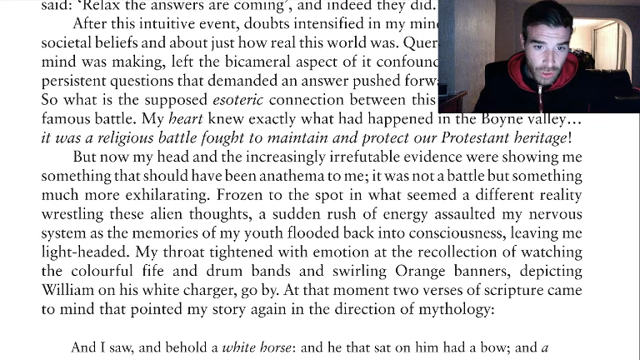 said: ‘Relax the answers are coming’, and indeed they did.
After this intuitive event, doubts intensified in my
societal beliefs and about just how real this world was.
mind was making, left the bicameral aspect of it
persistent questions that demanded an answer pushed
So what is the supposed esoteric connection between this
famous battle. My heart knew exactly what had happened in the Boyne valley…
it was a religious battle fought to maintain and protect our Protestant heritage!
But now my head and the increasingly irrefutable evidence were showing me
something that should have been anathema to me; it was not a battle but something
much more exhilarating. Frozen to the spot in what seemed a different reality
wrestling these alien thoughts, a sudden rush of energy assaulted my nervous
system as the memories of my youth flooded back into consciousness, leaving me
light-headed. My throat tightened with emotion at the recollection of watching
the colourful fife and drum bands and swirling Orange banners, depicting
William on his white charger, go by. At that moment two verses of scripture came
to mind that pointed my story again in the direction of mythology:
And I saw, and behold a white horse: and he that sat on him had a bow; and a